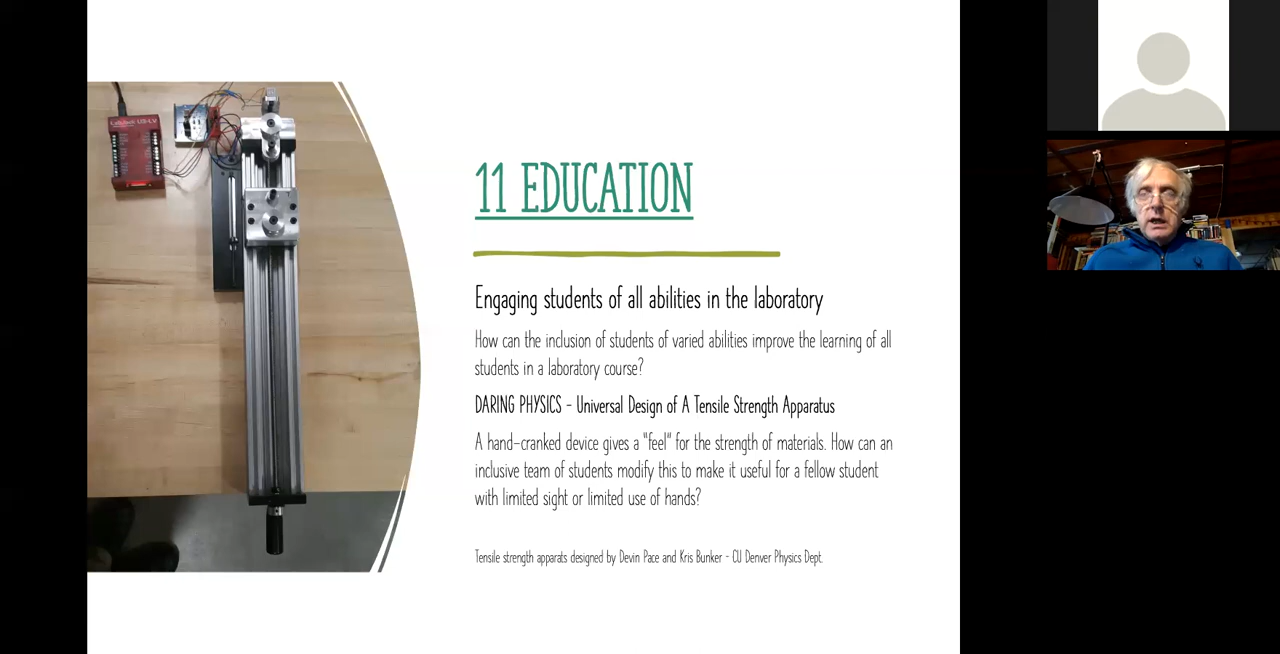 11 EDUCATION
Engaging students of all abilities in the laboratory
How can the inclusion of students of varied abilities improve the learning of all
students in a laboratory course?
DARING PHYSICS - Universal Design of A Tensile Strength Apparatus
A hand-cranked device gives a "feel" for the strength of materials. How can an
inclusive team of students modify this to make it useful for a fellow student
with limited sight or limited use of hands?
Tensile strength apparats designed by Devin Pace and Kris Bunker - CU Denver Physics Dept.
LabJack U3-LV